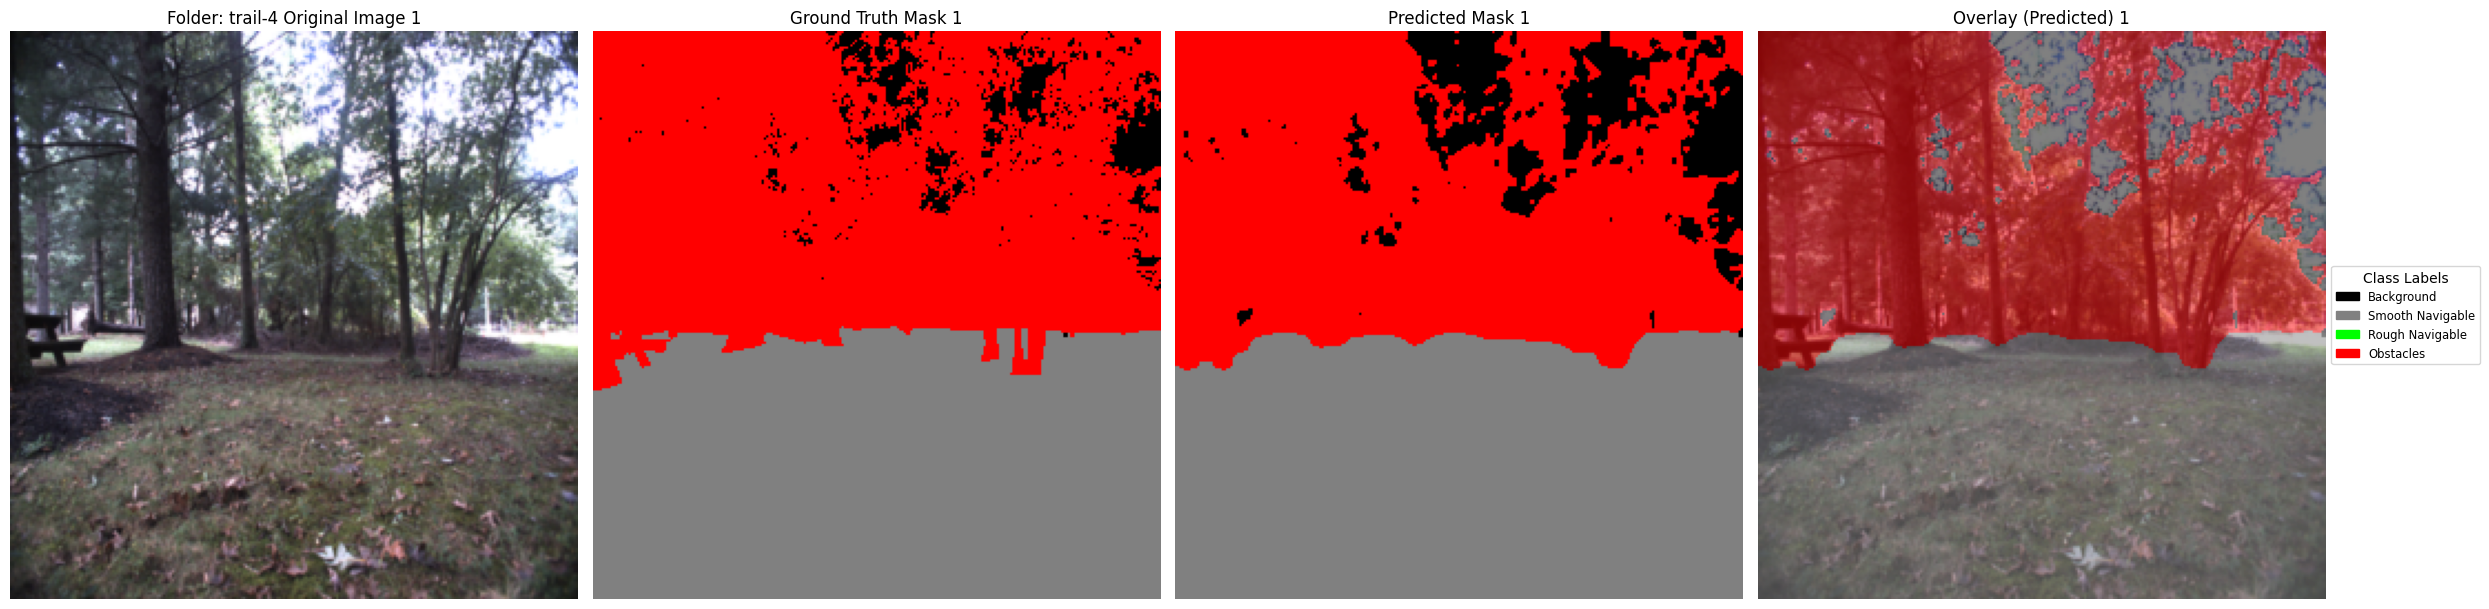 Folder: trail-4 Original Image 1
Ground Truth Mask 1
Predicted Mask 1
Overlay (Predicted) 1
Class Labels
Background
Smooth Navigable
Rough Navigable
Obstacles